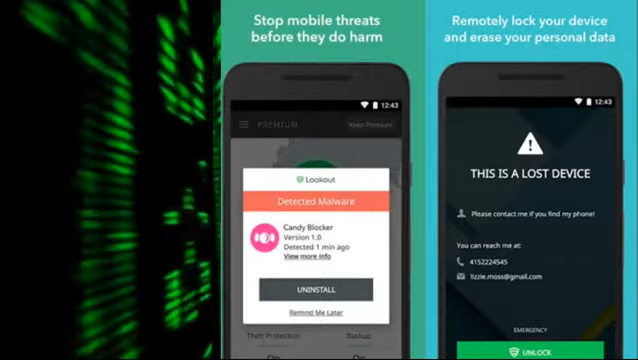 Stop mobile threats
before they do harm
12:43
PREMIUM
Keep Premium
Lookout
Detected Malware
Candy Blocker
Version 1.0
Detected 1 min ago
View more info
UNINSTALL
Remind Me Later
Theft Protection
Backup
On
On
Remotely lock your device
and erase your personal data
12:43
THIS IS A LOST DEVICE
Please contact me if you find my phone!
You can reach me at:
4152224545
lizzie.moss@gmail.com
EMERGENCY
UNLOCK